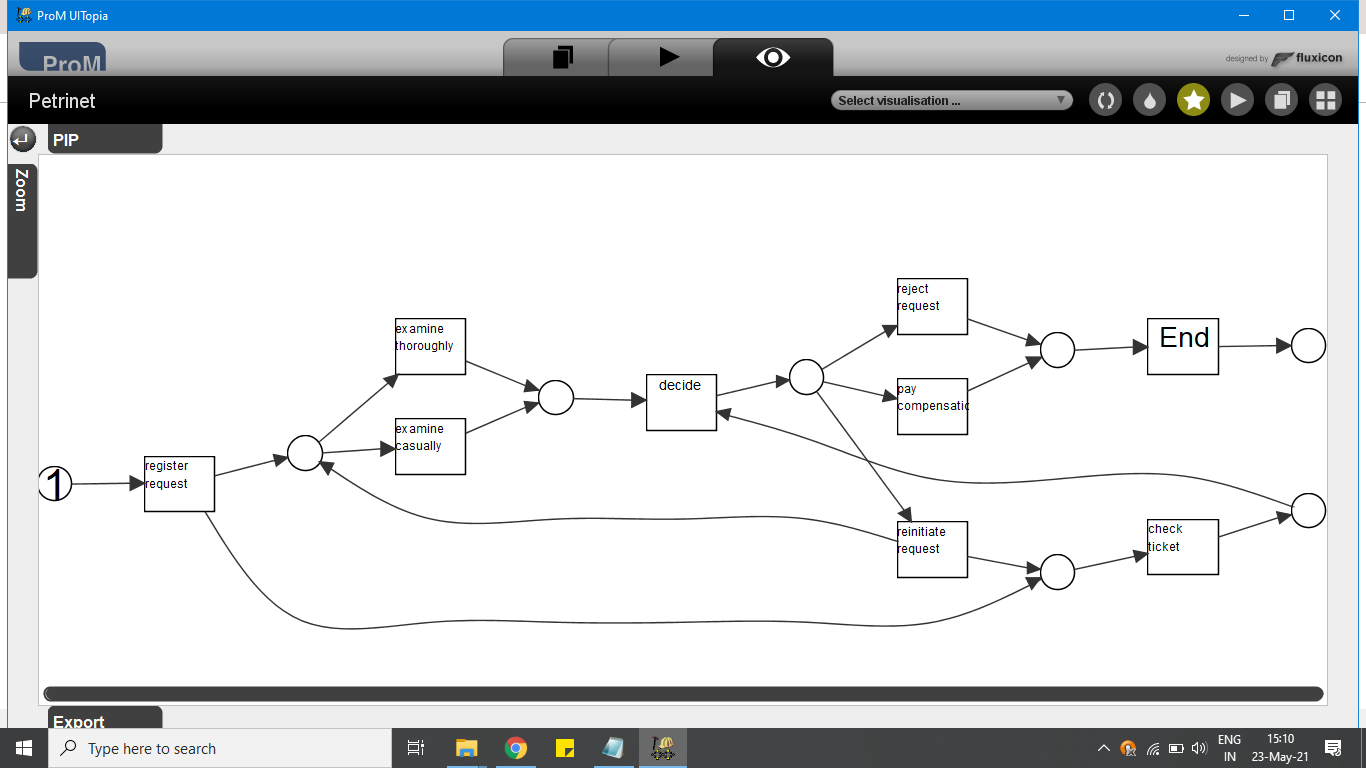 ProM UITopia
ProM
designed by fluxicon
Petrinet
Select visualisation ...
PIP
Zoom
reject
request
examine
thoroughly
End
decide
pay
compensatic
examine
casually
register
request
1
reinitiate
request
check
ticket
Export
Type here to search
ENG
IN
15:10
23-May-21